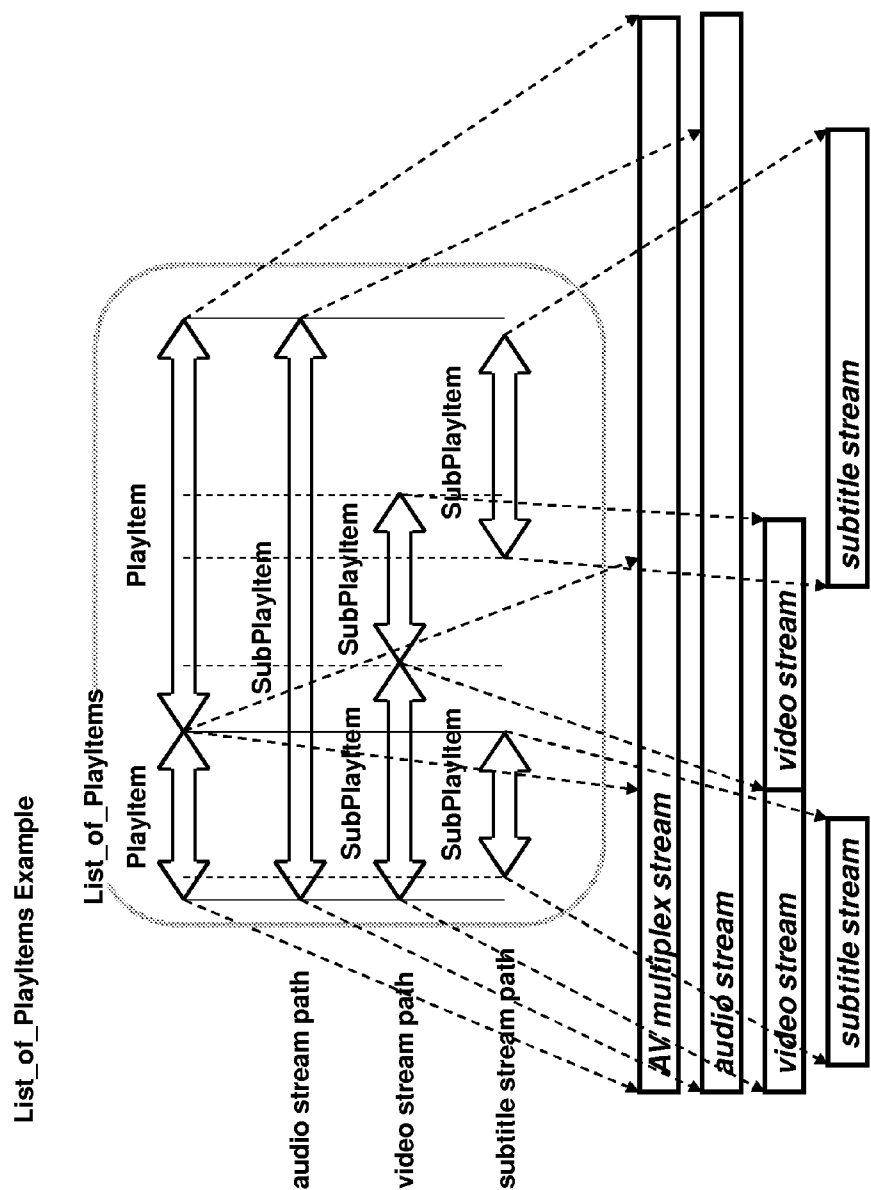 List_of_PlayItems Example
List_of_PlayItems
PlayItem
PlayItem
audio stream path
SubPlayItem
video stream path
SubPlayItem
SubPlayItem
subtitle stream path
SubPlayItem
SubPlayItem
AV multiplex stream
audio stream
video stream
video stream
subtitle stream
subtitle stream